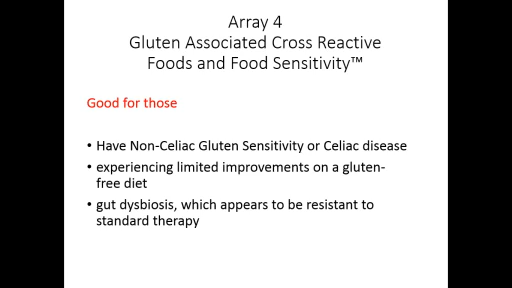 Array 4
Gluten Associated Cross Reactive
Foods and Food Sensitivity™
Good for those
• Have Non-Celiac Gluten Sensitivity or Celiac disease
• experiencing limited improvements on a gluten-
free diet
• gut dysbiosis, which appears to be resistant to
standard therapy